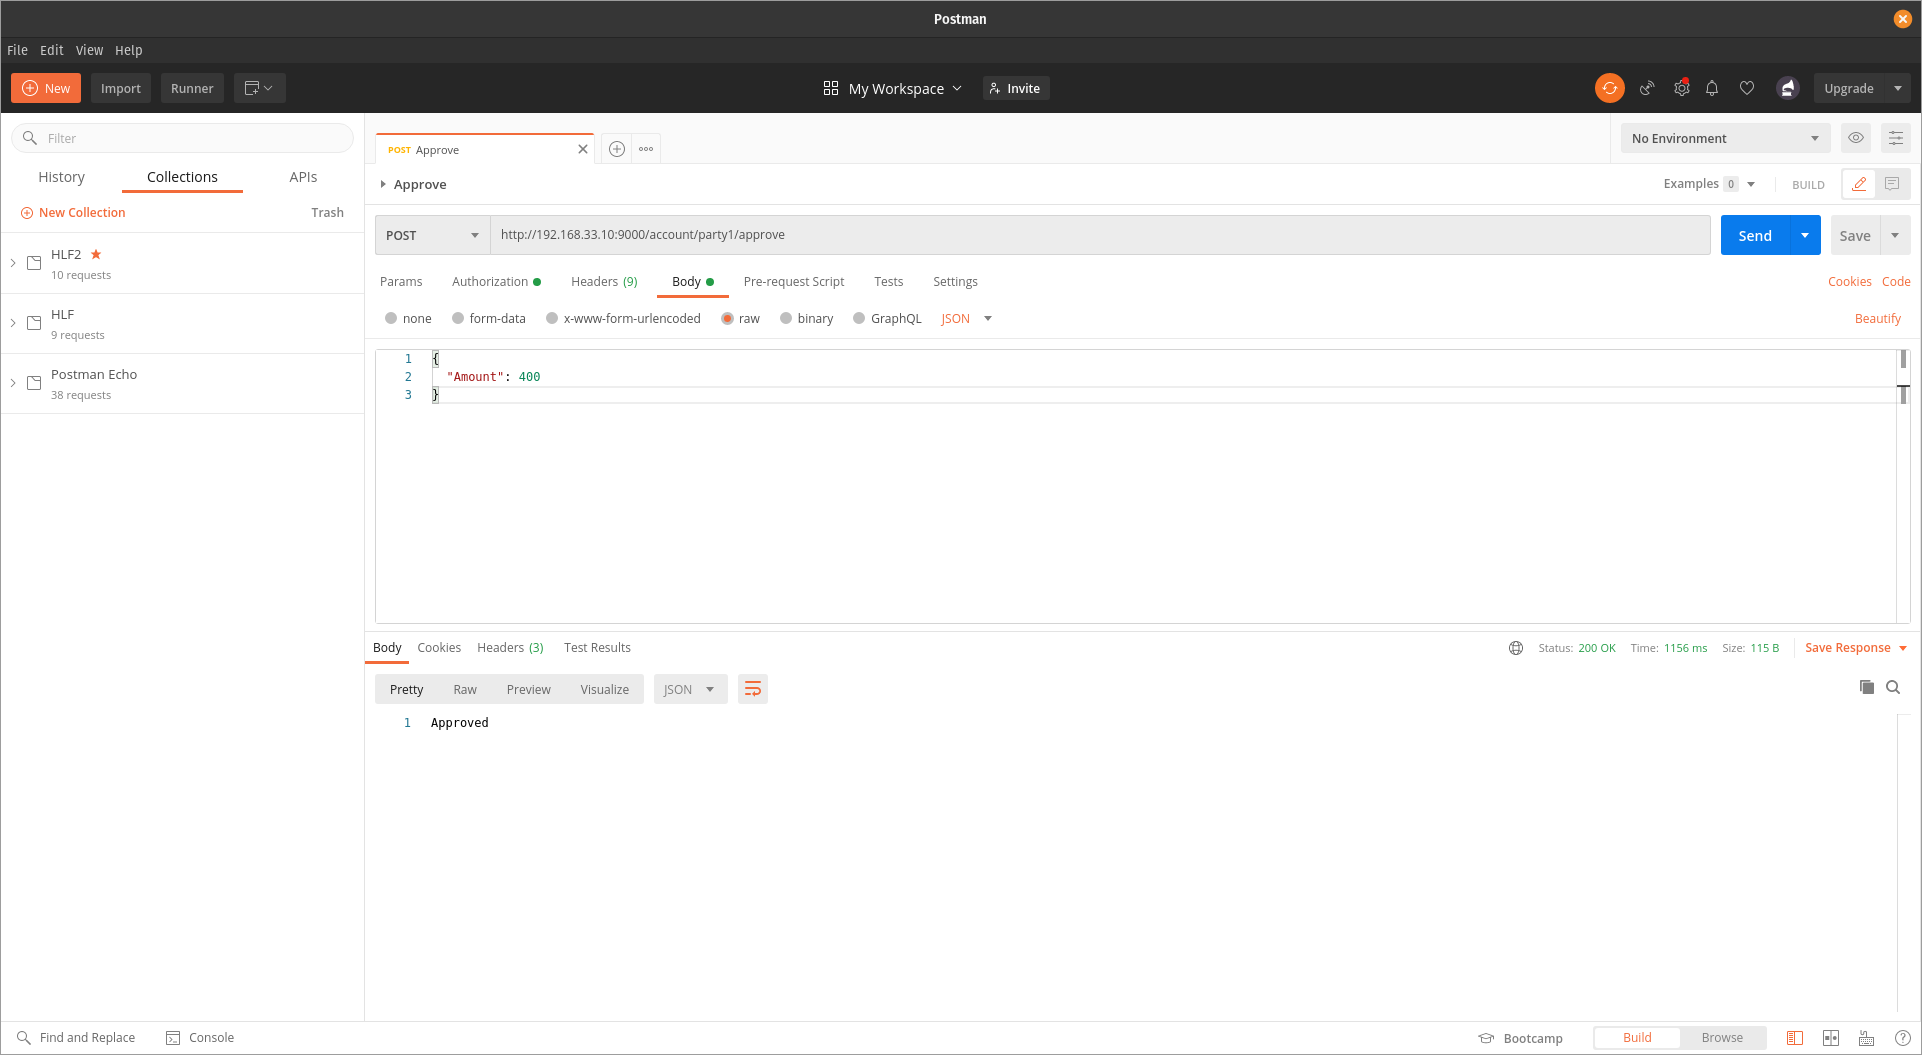 Postman
File Edit View Help
New Import Runner My Workspace Invite Upgrade
Filter
History Collections APIs
New Collection Trash
HLF2
10 requests
HLF
9 requests
Postman Echo
38 requests
POST Approve
No Environment
Approve Examples 0 BUILD
POST http://192.168.33.10:9000/account/party1/approve Send Save
Params Authorization Headers (9) Body Pre-request Script Tests Settings Cookies Code
none form-data x-www-form-urlencoded raw binary GraphQL JSON Beautify
1 {
2 "Amount": 400
3 }
Body Cookies Headers (3) Test Results Status: 200 OK Time: 1156 ms Size: 115 B Save Response
Pretty Raw Preview Visualize JSON
1 Approved
Find and Replace Console Bootcamp Build Browse